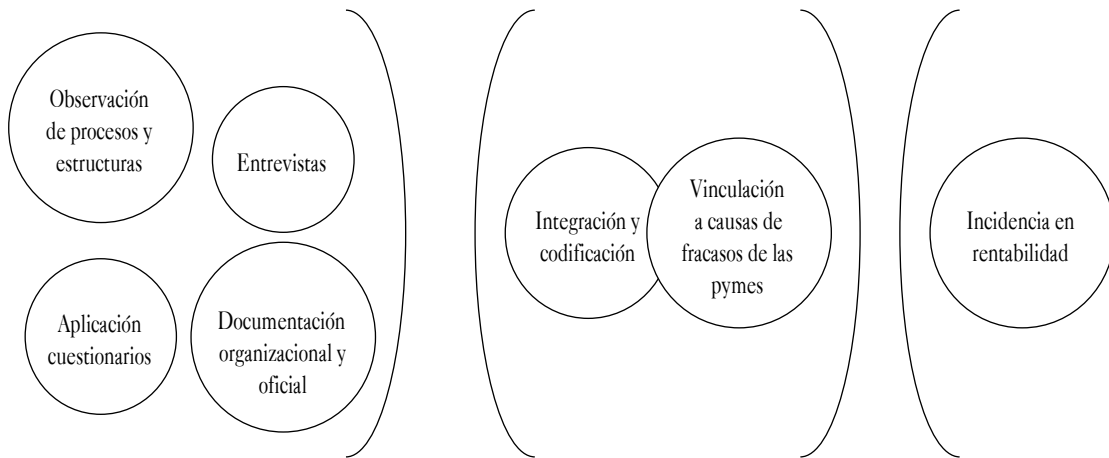 Observación
de procesos y
estructuras
Entrevistas
Aplicación
cuestionarios
Documentación
organizacional y
oficial
Integración y
codificación
Vinculación
a causas de
fracasos de las
pymes
Incidencia en
rentabilidad